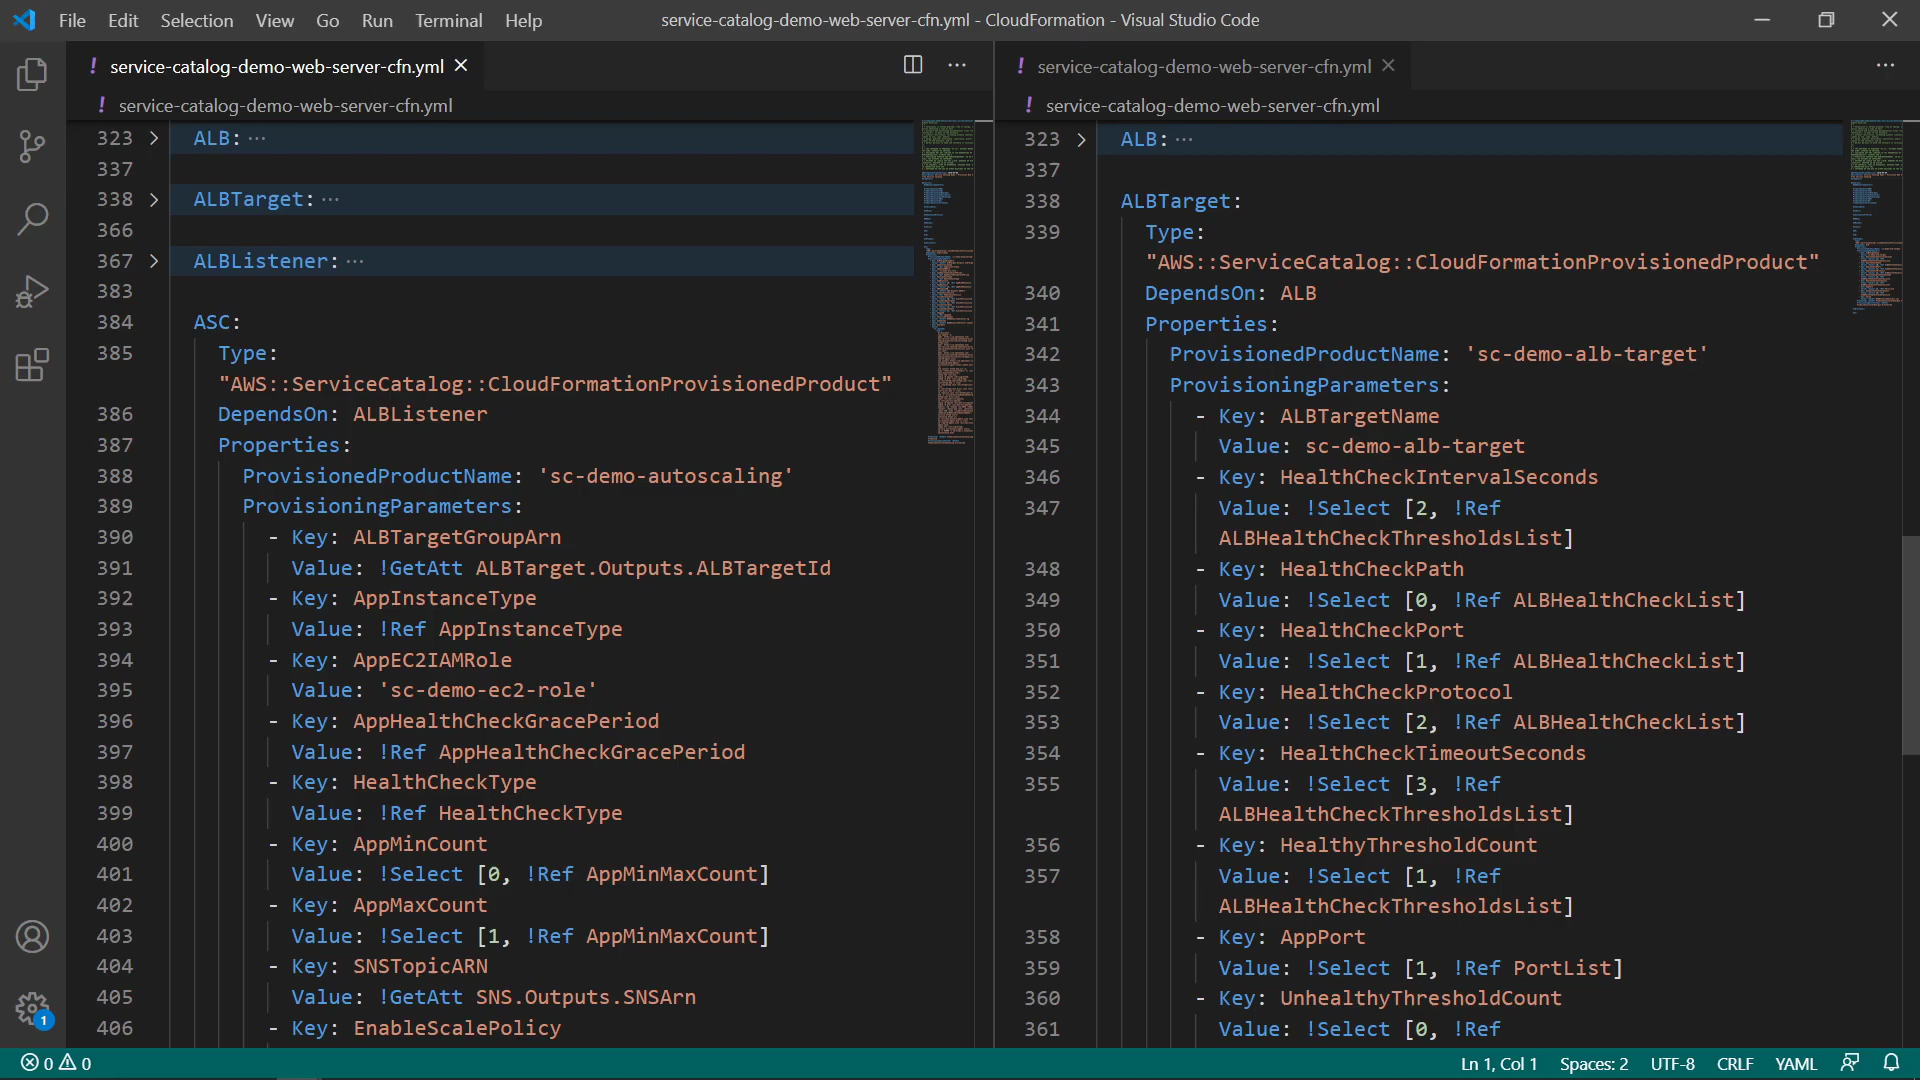 File Edit Selection View Go Run Terminal Help
service-catalog-demo-web-server-cfn.yml - CloudFormation - Visual Studio Code
! service-catalog-demo-web-server-cfn.yml
! service-catalog-demo-web-server-cfn.yml
323 ALB: ···
337
338 ALBTarget: ···
366
367 ALBListener: ···
383
384 ASC:
385 Type:
"AWS::ServiceCatalog::CloudFormationProvisionedProduct"
386 DependsOn: ALBListener
387 Properties:
388 ProvisionedProductName: 'sc-demo-autoscaling'
389 ProvisioningParameters:
390 - Key: ALBTargetGroupArn
391 Value: !GetAtt ALBTarget.Outputs.ALBTargetId
392 - Key: AppInstanceType
393 Value: !Ref AppInstanceType
394 - Key: AppEC2IAMRole
395 Value: 'sc-demo-ec2-role'
396 - Key: AppHealthCheckGracePeriod
397 Value: !Ref AppHealthCheckGracePeriod
398 - Key: HealthCheckType
399 Value: !Ref HealthCheckType
400 - Key: AppMinCount
401 Value: !Select [0, !Ref AppMinMaxCount]
402 - Key: AppMaxCount
403 Value: !Select [1, !Ref AppMinMaxCount]
404 - Key: SNSTopicARN
405 Value: !GetAtt SNS.Outputs.SNSArn
406 - Key: EnableScalePolicy
! service-catalog-demo-web-server-cfn.yml
! service-catalog-demo-web-server-cfn.yml
323 ALB: ···
337
338 ALBTarget:
339 Type:
"AWS::ServiceCatalog::CloudFormationProvisionedProduct"
340 DependsOn: ALB
341 Properties:
342 ProvisionedProductName: 'sc-demo-alb-target'
343 ProvisioningParameters:
344 - Key: ALBTargetName
345 Value: sc-demo-alb-target
346 - Key: HealthCheckIntervalSeconds
347 Value: !Select [2, !Ref
ALBHealthCheckThresholdsList]
348 - Key: HealthCheckPath
349 Value: !Select [0, !Ref ALBHealthCheckList]
350 - Key: HealthCheckPort
351 Value: !Select [1, !Ref ALBHealthCheckList]
352 - Key: HealthCheckProtocol
353 Value: !Select [2, !Ref ALBHealthCheckList]
354 - Key: HealthCheckTimeoutSeconds
355 Value: !Select [3, !Ref
ALBHealthCheckThresholdsList]
356 - Key: HealthyThresholdCount
357 Value: !Select [1, !Ref
ALBHealthCheckThresholdsList]
358 - Key: AppPort
359 Value: !Select [1, !Ref PortList]
360 - Key: UnhealthyThresholdCount
361 Value: !Select [0, !Ref
1
0 0
Ln 1, Col 1 Spaces: 2 UTF-8 CRLF YAML